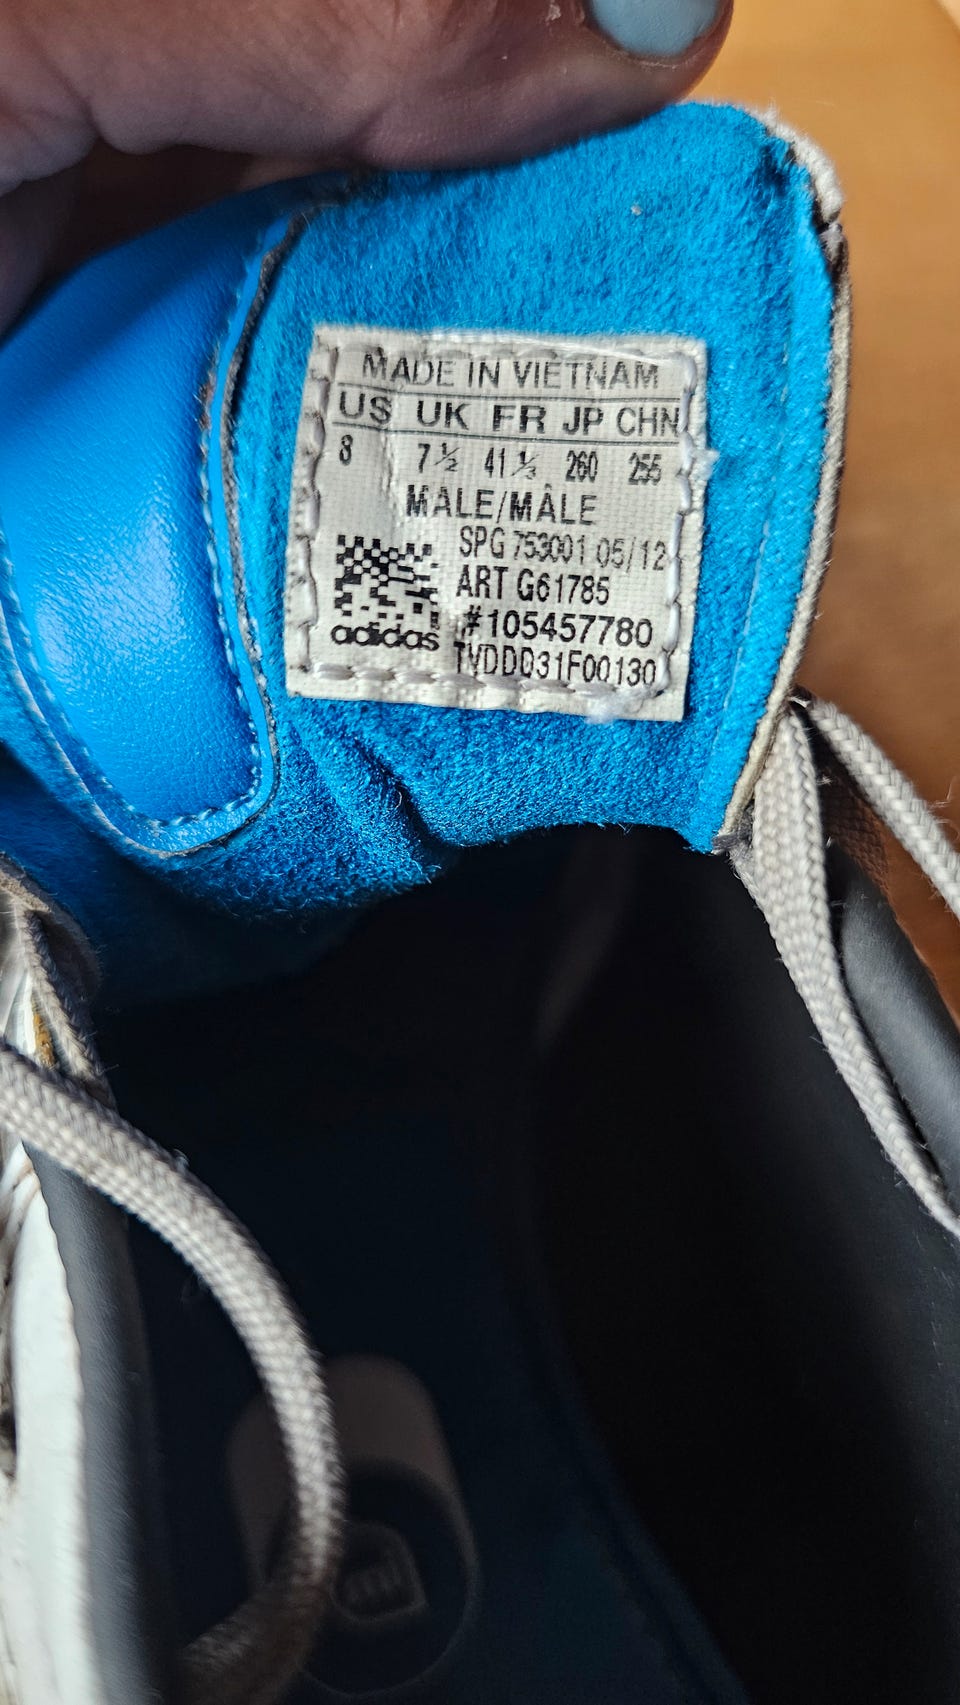 MADE IN VIETNAM
US UK FR JP CHN
8 7½ 41⅓ 260 255
MALE/MÂLE
SPG 753001 05/12
ART G61785
#105457780
adidas
TVDDD31F00130